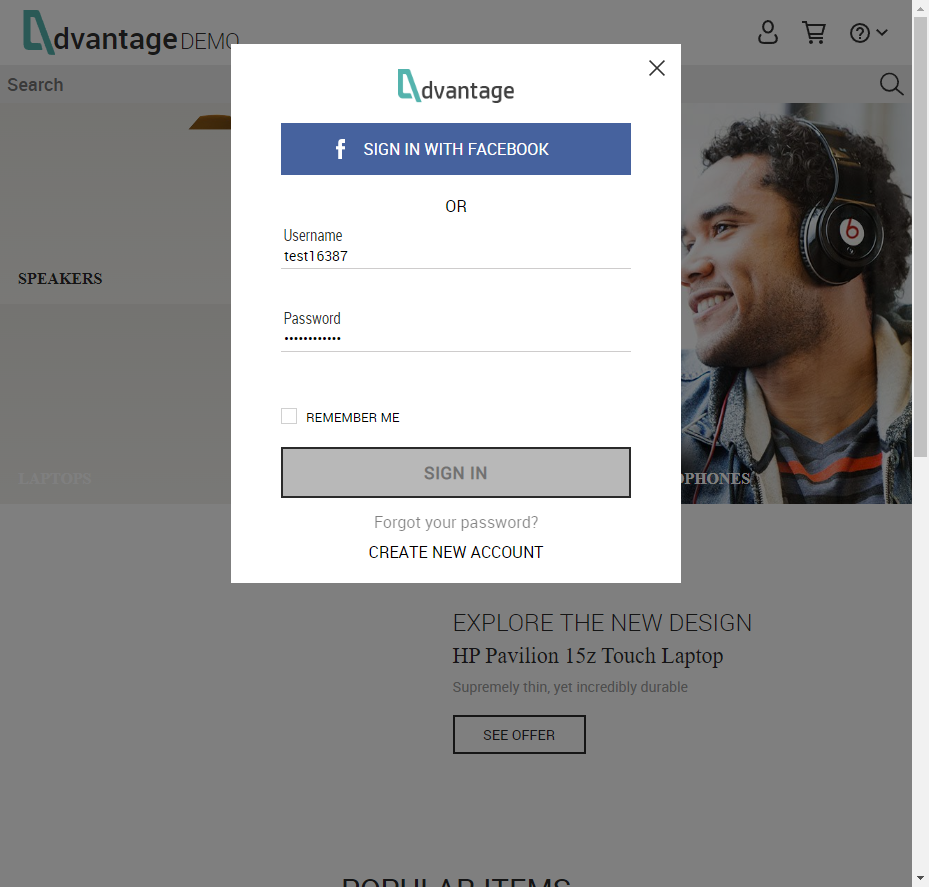 dvantage DEMO
Search
dvantage
SIGN IN WITH FACEBOOK
OR
Username
test16387
SPEAKERS
Password
••••••••••••
REMEMBER ME
SIGN IN
LAPTOPS
PHONES
Forgot your password?
CREATE NEW ACCOUNT
EXPLORE THE NEW DESIGN
HP Pavilion 15z Touch Laptop
Supremely thin, yet incredibly durable
SEE OFFER
POPULAR ITEMS